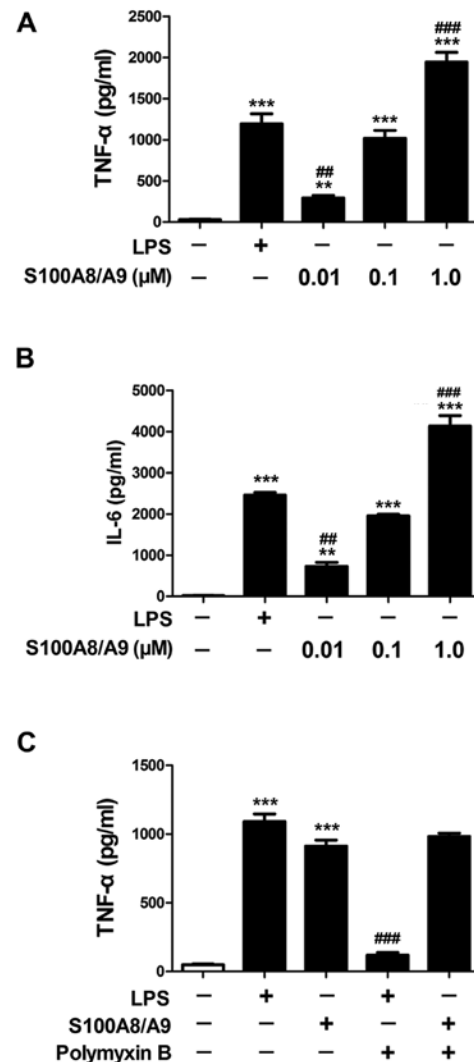 A
TNF-α (pg/ml)
2500
2000
1500
1000
500
0
***
##
**
***
###
***
LPS – + – – –
S100A8/A9 (μM) – – 0.01 0.1 1.0
B
IL-6 (pg/ml)
5000
4000
3000
2000
1000
0
***
##
**
***
###
***
LPS – + – – –
S100A8/A9 (μM) – – 0.01 0.1 1.0
C
TNF-α (pg/ml)
1500
1000
500
0
***
***
###
LPS – + – + –
S100A8/A9 – – + – +
Polymyxin B – – – + +